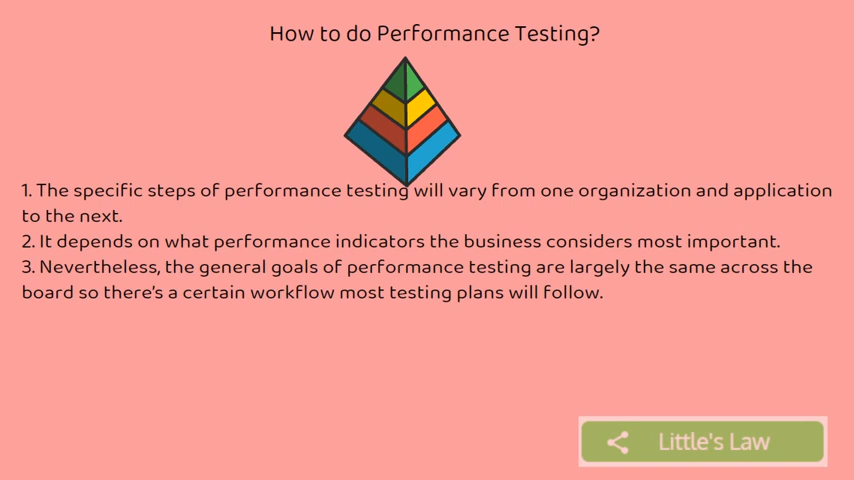 How to do Performance Testing?
1. The specific steps of performance testing will vary from one organization and application
to the next.
2. It depends on what performance indicators the business considers most important.
3. Nevertheless, the general goals of performance testing are largely the same across the
board so there's a certain workflow most testing plans will follow.
Little's Law